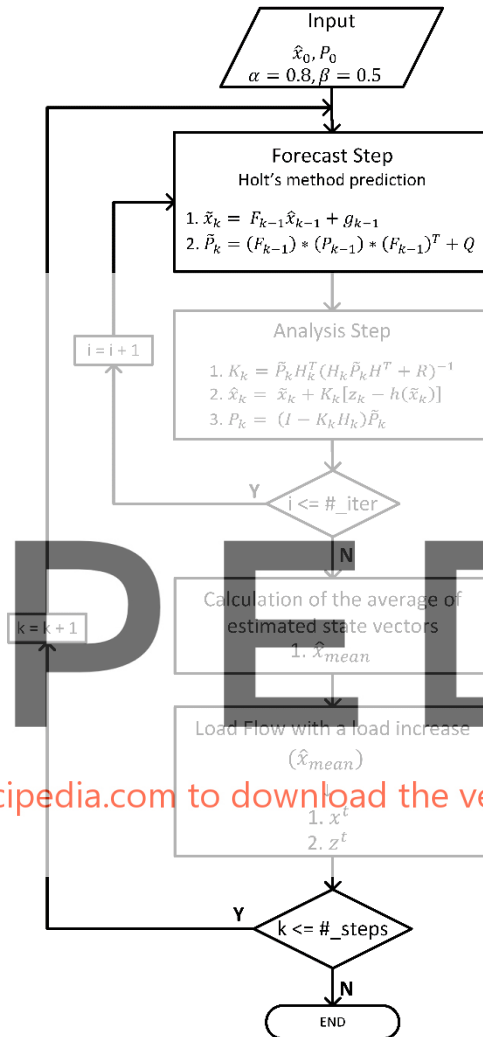 Input
x̂₀, P₀
α = 0.8, β = 0.5
Forecast Step
Holt's method prediction
1. x̃ₖ = Fₖ₋₁x̂ₖ₋₁ + gₖ₋₁
2. P̃ₖ = (Fₖ₋₁) ∗ (Pₖ₋₁) ∗ (Fₖ₋₁)ᵀ + Q
Analysis Step
i = i + 1
1. Kₖ = P̃ₖHₖᵀ(HₖP̃ₖHᵀ + R)⁻¹
2. x̂ₖ = x̃ₖ + Kₖ[zₖ − h(x̃ₖ)]
3. Pₖ = (I − KₖHₖ)P̃ₖ
Y
i <= #_iter
N
PED
Calculation of the average of
estimated state vectors
k = k + 1
1. x̂mean
Load Flow with a load increase
(x̂mean)
cipedia.com to download the ve
1. xᵗ
2. zᵗ
Y
k <= #_steps
N
END